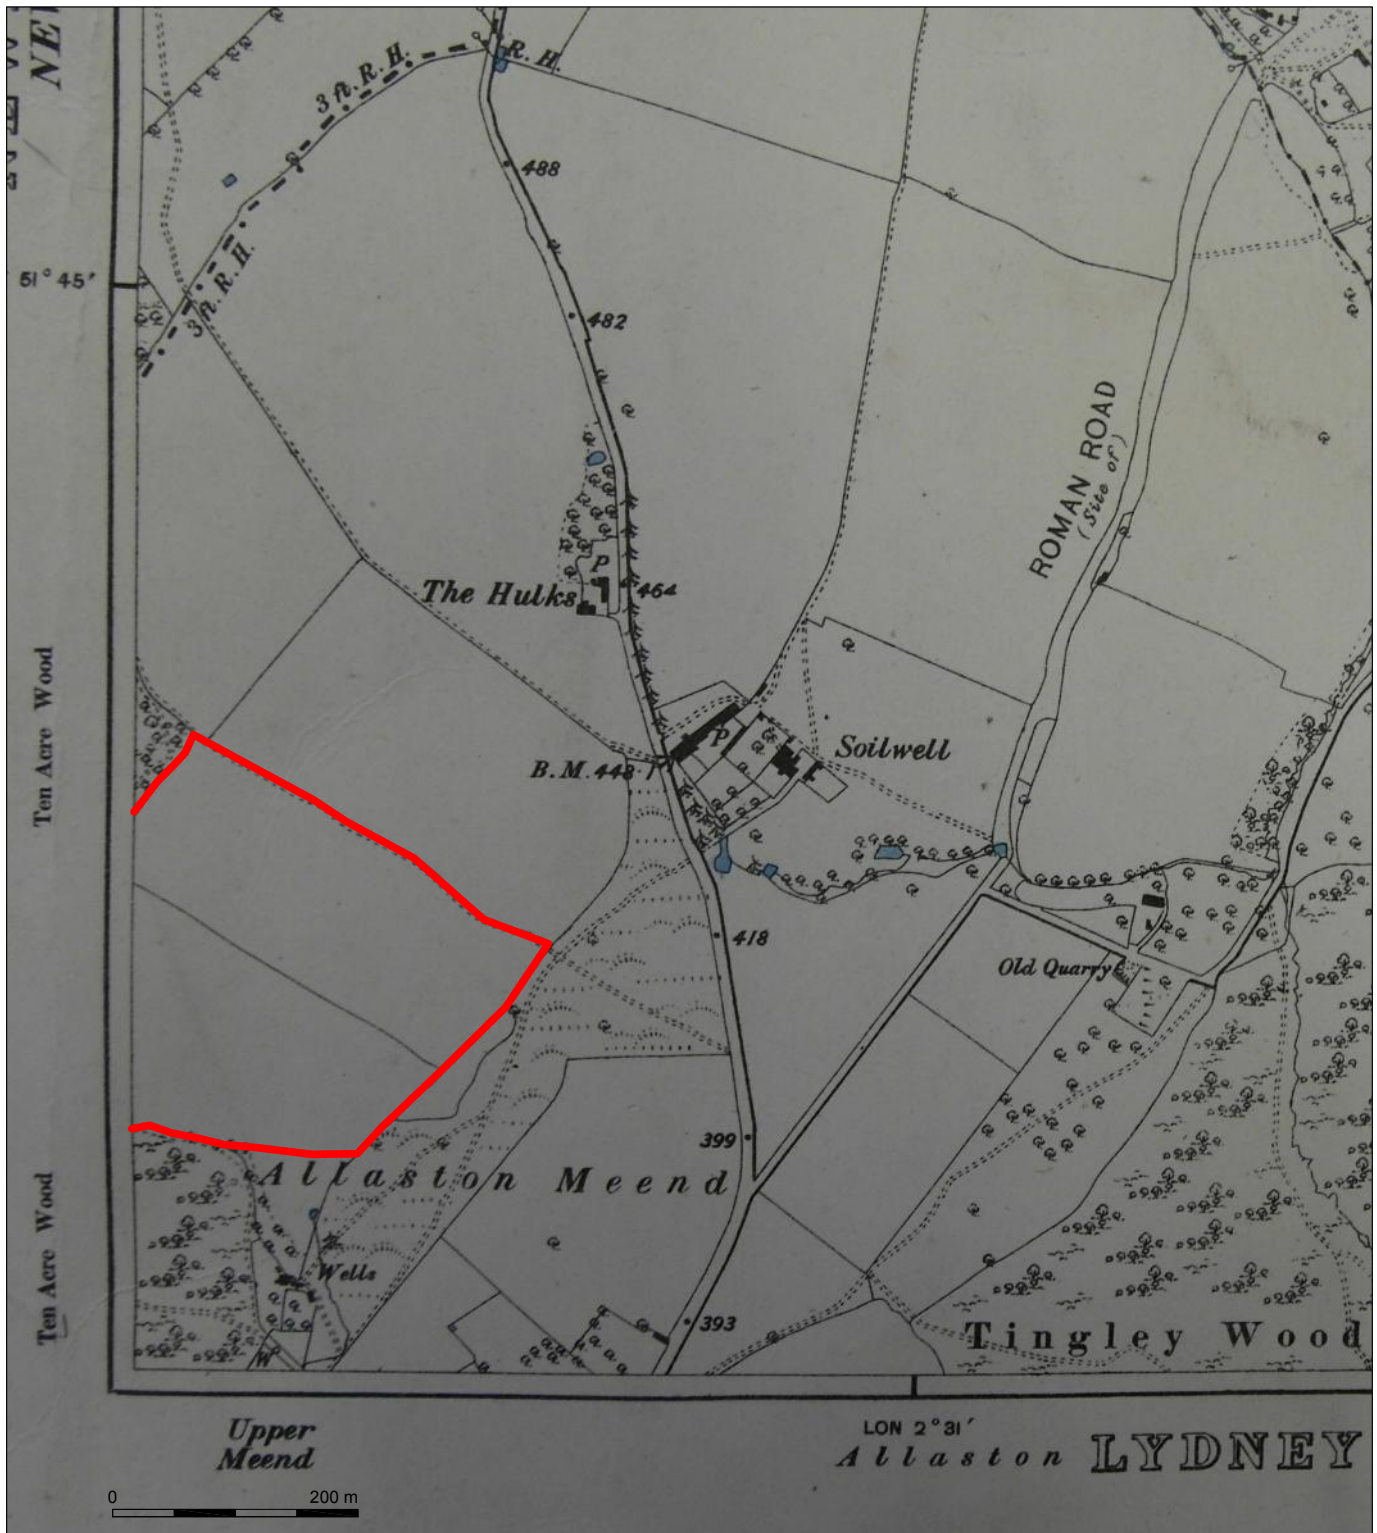 NEW
R. H.
3 ft. R. H.
488
51° 45′
3 ft. R. H.
482
ROMAN ROAD
(Site of)
P
The Hulks
464
Ten Acre Wood
P
Soilwell
B.M. 448
418
Old Quarry
399
Allaston Meend
Ten Acre Wood
Wells
393
Tingley Wood
W
Upper
Meend
LON 2° 31′
Allaston LYDNEY
0 200 m